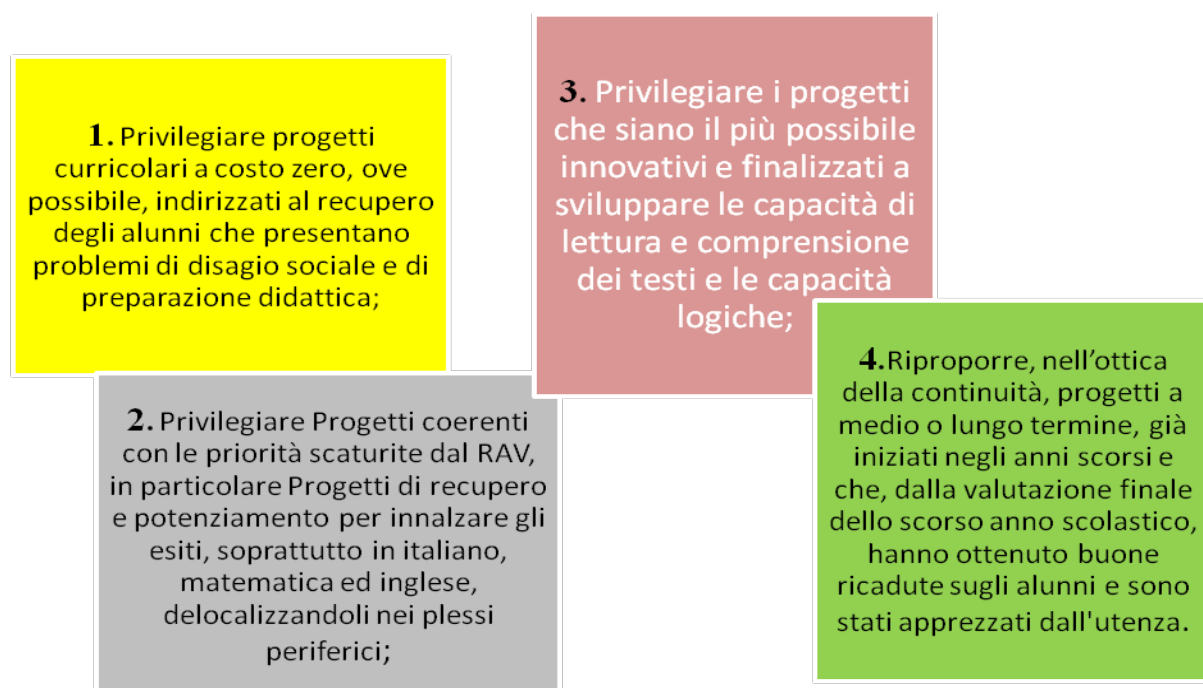 1. Privilegiare progetti
curricolari a costo zero, ove
possibile, indirizzati al recupero
degli alunni che presentano
problemi di disagio sociale e di
preparazione didattica;
2. Privilegiare Progetti coerenti
con le priorità scaturite dal RAV,
in particolare Progetti di recupero
e potenziamento per innalzare gli
esiti, soprattutto in italiano,
matematica ed inglese,
delocalizzandoli nei plessi
periferici;
3. Privilegiare i progetti
che siano il più possibile
innovativi e finalizzati a
sviluppare le capacità di
lettura e comprensione
dei testi e le capacità
logiche;
4.Riproporre, nell’ottica
della continuità, progetti a
medio o lungo termine, già
iniziati negli anni scorsi e
che, dalla valutazione finale
dello scorso anno scolastico,
hanno ottenuto buone
ricadute sugli alunni e sono
stati apprezzati dall'utenza.